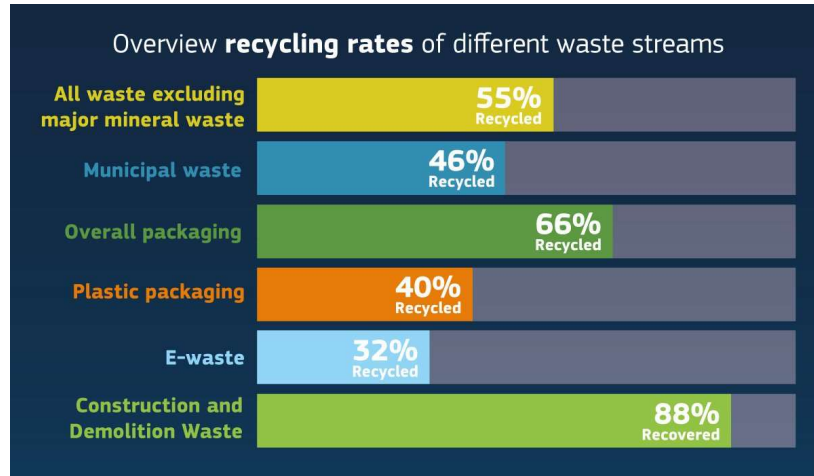 Overview recycling rates of different waste streams
All waste excluding
major mineral waste
55%
Recycled
Municipal waste
46%
Recycled
Overall packaging
66%
Recycled
Plastic packaging
40%
Recycled
E-waste
32%
Recycled
Construction and
Demolition Waste
88%
Recovered